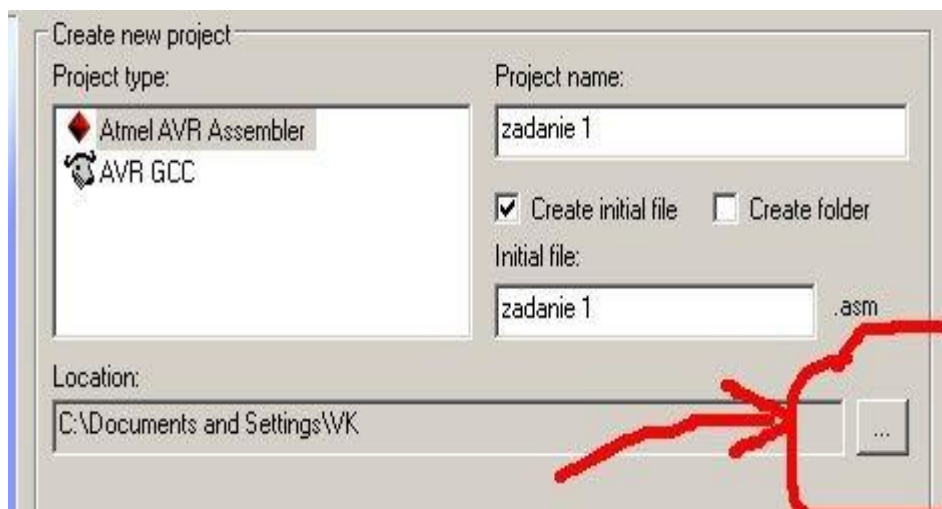 Create new project
Project type:
Project name:
Atmel AVR Assembler
AVR GCC
zadanie 1
Create initial file
Create folder
Initial file:
zadanie 1
.asm
Location:
C:\Documents and Settings\VK
...